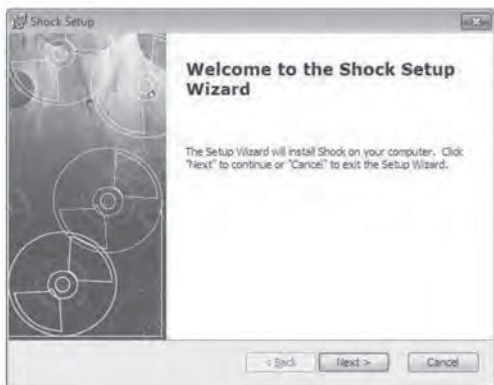 Shock Setup
Welcome to the Shock Setup
Wizard
The Setup Wizard will install Shock on your computer. Click
"Next" to continue or "Cancel" to exit the Setup Wizard.
< Back
Next >
Cancel